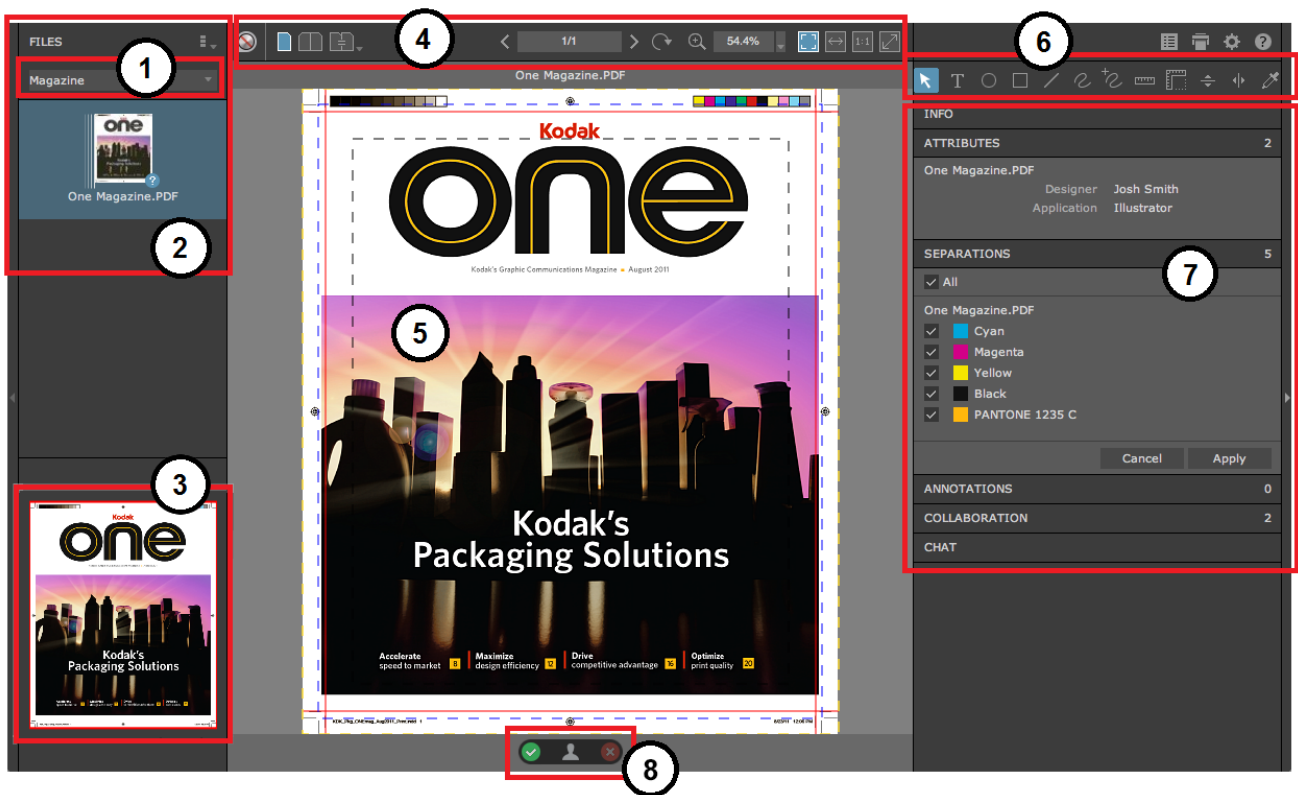 FILES
1
Magazine
One Magazine.PDF
2
3
Kodak
one
Kodak's
Packaging Solutions
4
1/1
54.4%
1:1
One Magazine.PDF
Kodak
one
Kodak's Graphic Communications Magazine • August 2011
5
Kodak's
Packaging Solutions
Accelerate
speed to market 8
Maximize
design efficiency 12
Drive
competitive advantage 16
Optimize
print quality 20
8
6
T
INFO
ATTRIBUTES 2
One Magazine.PDF
Designer Josh Smith
Application Illustrator
SEPARATIONS 5
7
All
One Magazine.PDF
Cyan
Magenta
Yellow
Black
PANTONE 1235 C
Cancel Apply
ANNOTATIONS 0
COLLABORATION 2
CHAT